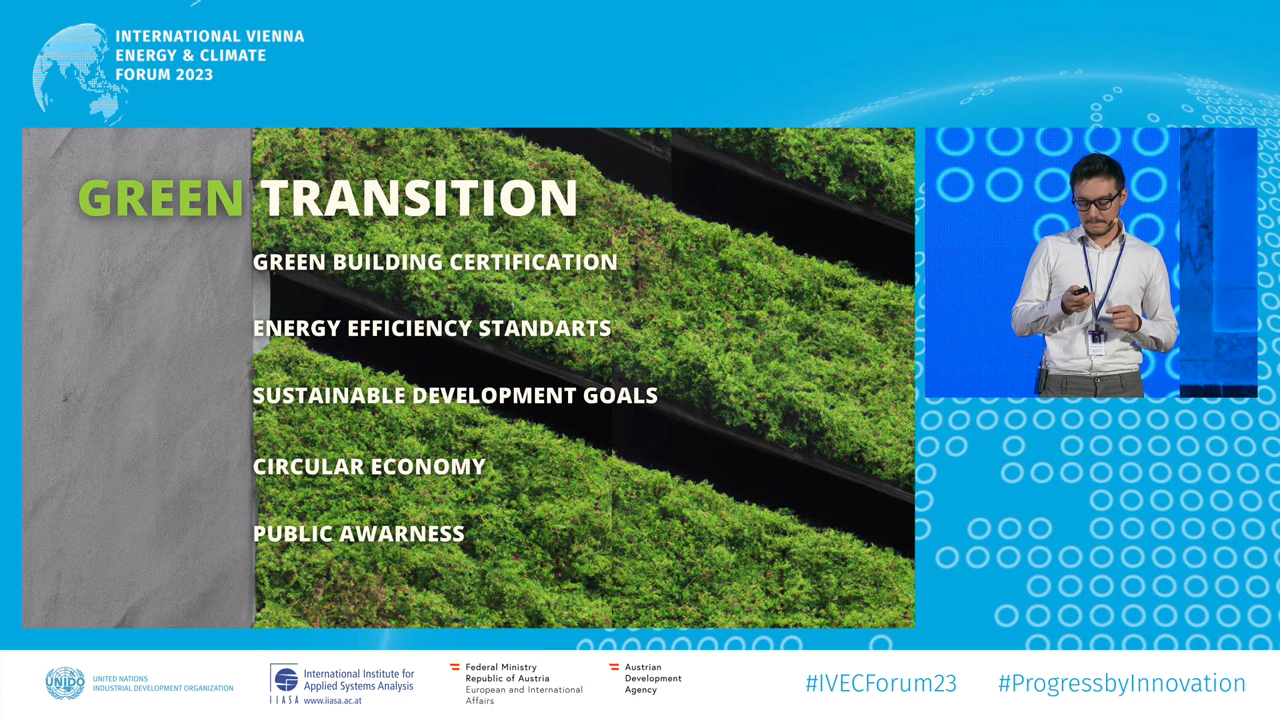 INTERNATIONAL VIENNA
ENERGY & CLIMATE
FORUM 2023
GREEN TRANSITION
GREEN BUILDING CERTIFICATION
ENERGY EFFICIENCY STANDARTS
SUSTAINABLE DEVELOPMENT GOALS
CIRCULAR ECONOMY
PUBLIC AWARNESS
UNIDO
UNITED NATIONS
INDUSTRIAL DEVELOPMENT ORGANIZATION
IIASA
International Institute for
Applied Systems Analysis
www.iiasa.ac.at
Federal Ministry
Republic of Austria
European and International
Affairs
Austrian
Development
Agency
#IVECForum23
#ProgressbyInnovation